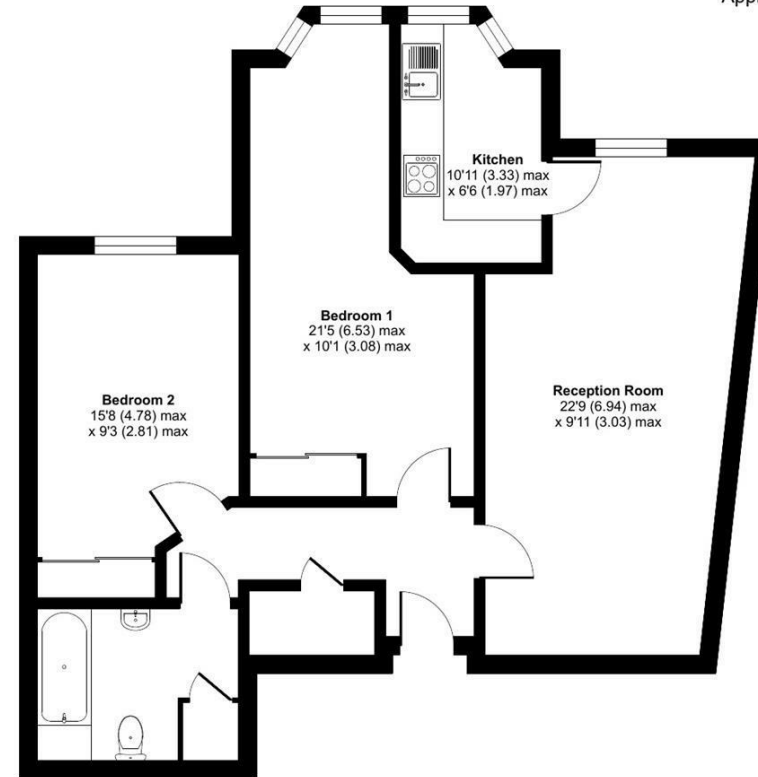 Kitchen
10'11 (3.33) max
x 6'6 (1.97) max
Bedroom 1
21'5 (6.53) max
x 10'1 (3.08) max
Bedroom 2
15'8 (4.78) max
x 9'3 (2.81) max
Reception Room
22'9 (6.94) max
x 9'11 (3.03) max